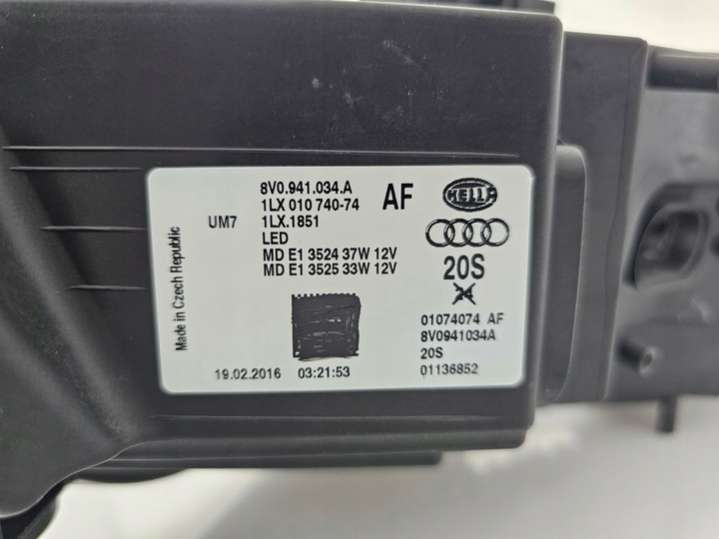 8V0.941.034.A
1LX 010 740-74
AF
HELLA
UM7
1LX.1851
LED
MD E1 3524 37W 12V
MD E1 3525 33W 12V
20S
24
Made in Czech Republic
01074074 AF
8V0941034A
20S
19.02.2016
03:21:53
01136852